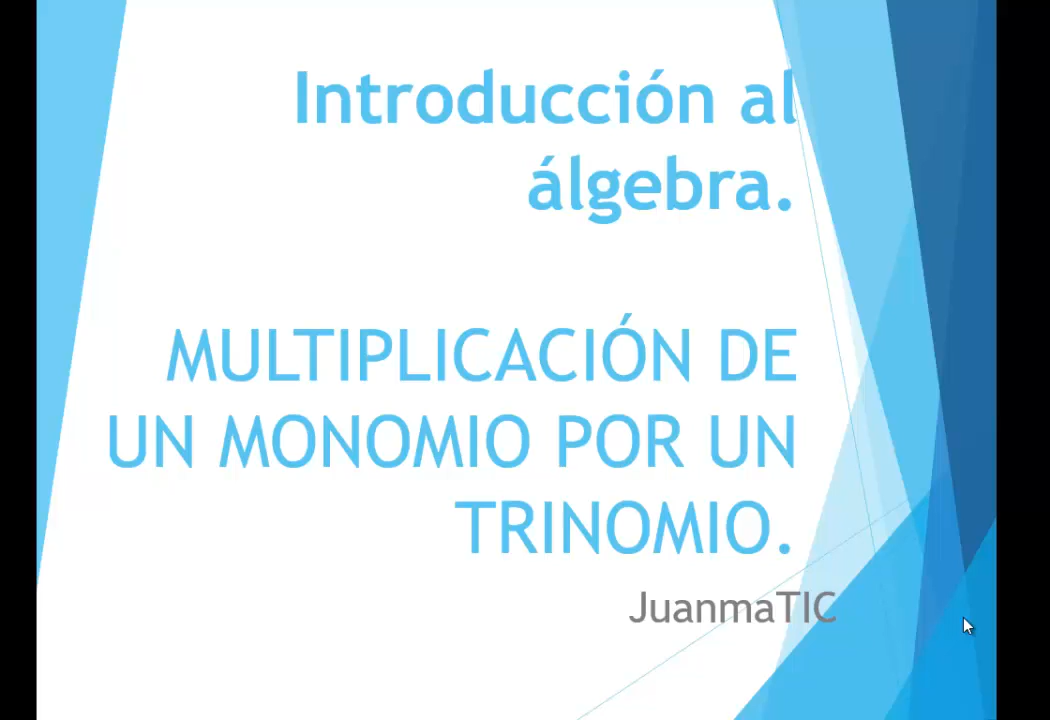 Introducción al
álgebra.
MULTIPLICACIÓN DE
UN MONOMIO POR UN
TRINOMIO.
JuanmaTIC